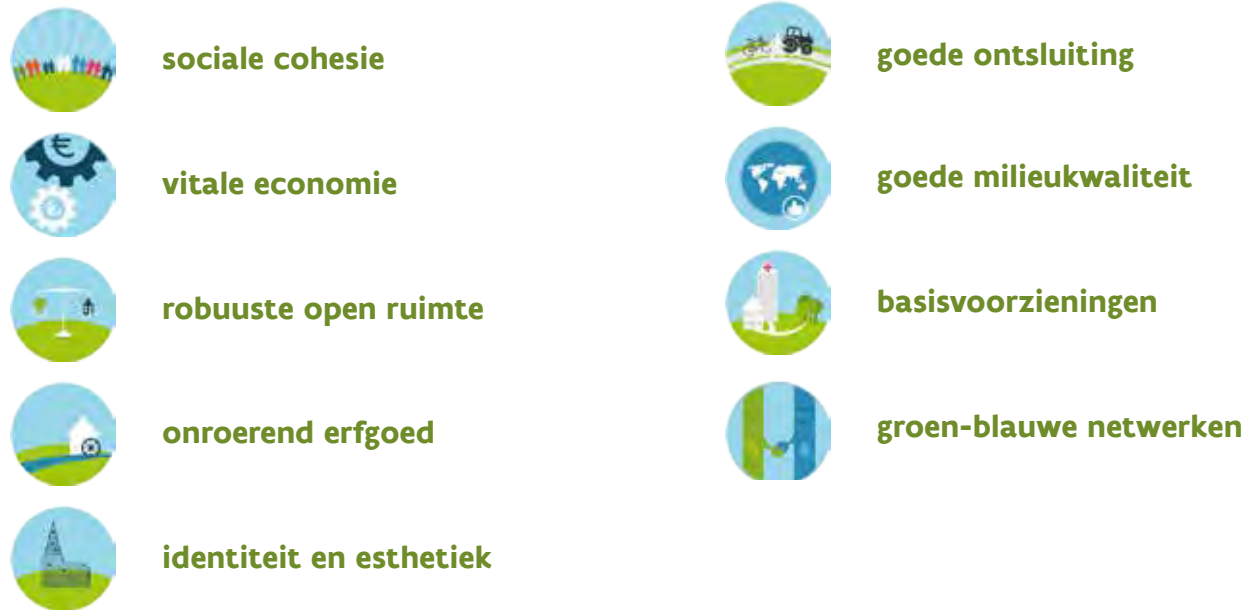 sociale cohesie
vitale economie
robuuste open ruimte
onroerend erfgoed
identiteit en esthetiek
goede ontsluiting
goede milieukwaliteit
basisvoorzieningen
groen-blauwe netwerken